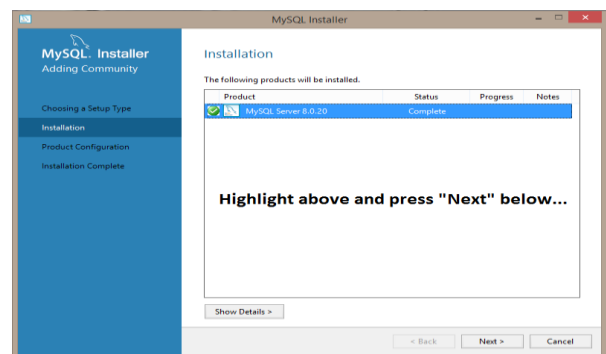 MySQL Installer
MySQL. Installer
Adding Community
Choosing a Setup Type
Installation
Product Configuration
Installation Complete
Installation
The following products will be installed.
Product Status Progress Notes
MySQL Server 8.0.20 Complete
Highlight above and press "Next" below...
Show Details >
< Back Next > Cancel